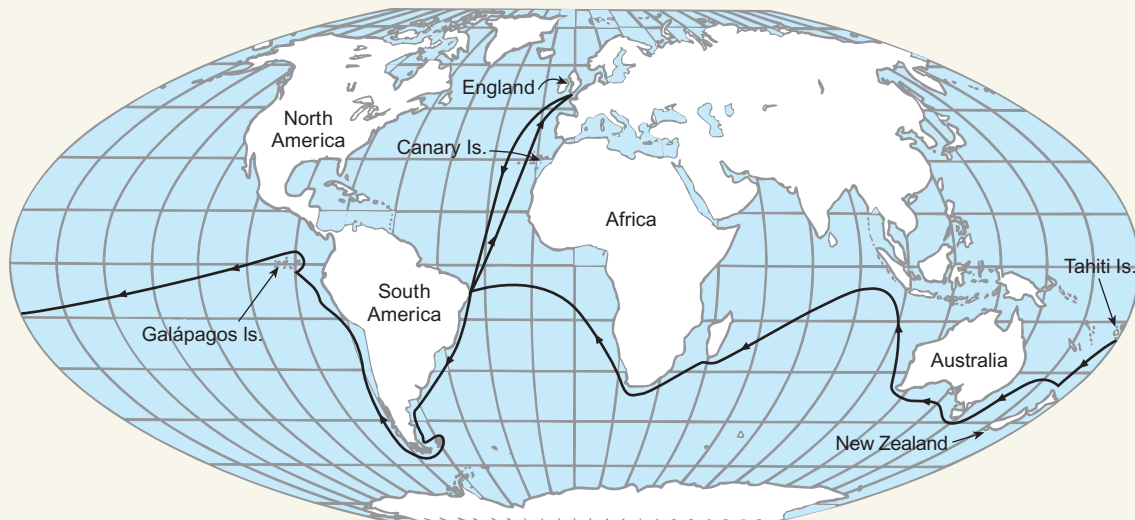 England
North
America
Canary Is.
Africa
Tahiti Is.
South
America
Galápagos Is.
Australia
New Zealand